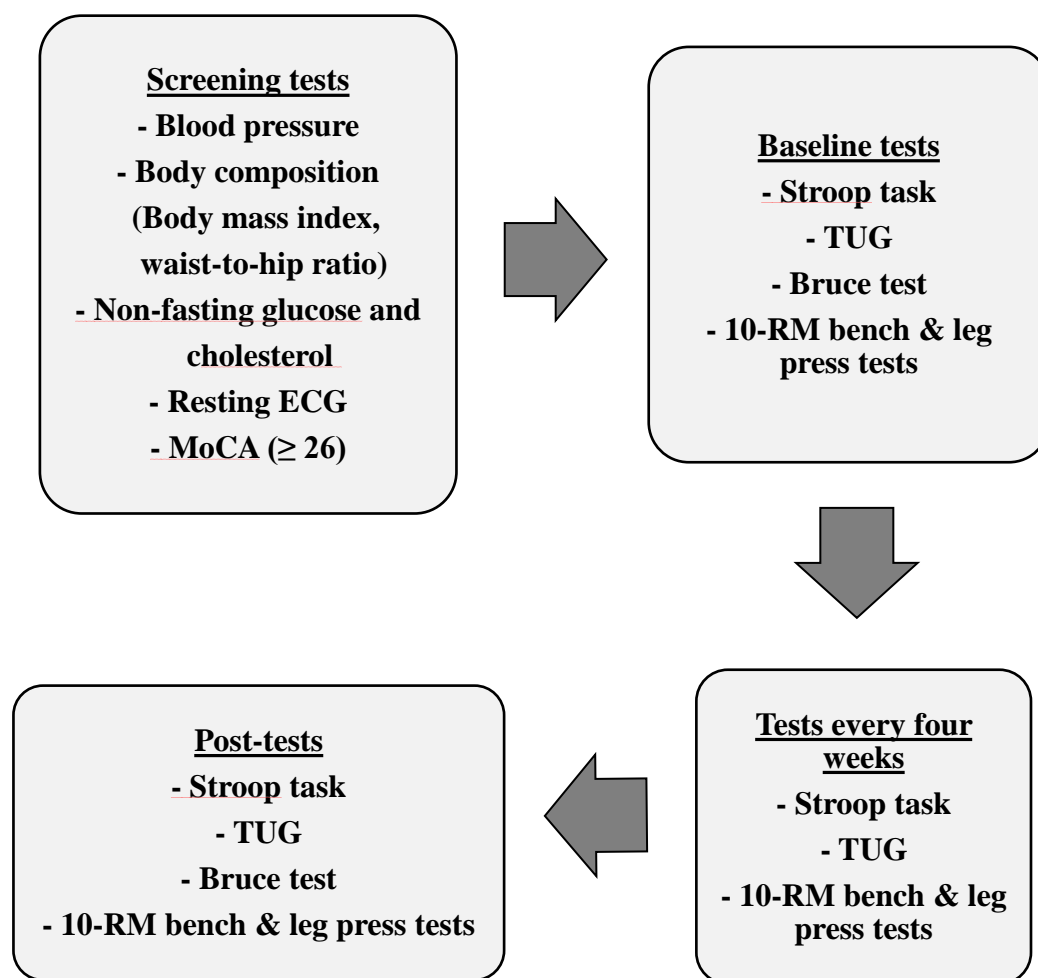 Screening tests
- Blood pressure
- Body composition
(Body mass index,
waist-to-hip ratio)
- Non-fasting glucose and
cholesterol
- Resting ECG
- MoCA (≥ 26)
Baseline tests
- Stroop task
- TUG
- Bruce test
- 10-RM bench & leg
press tests
Tests every four
weeks
- Stroop task
- TUG
- 10-RM bench & leg
press tests
Post-tests
- Stroop task
- TUG
- Bruce test
- 10-RM bench & leg press tests